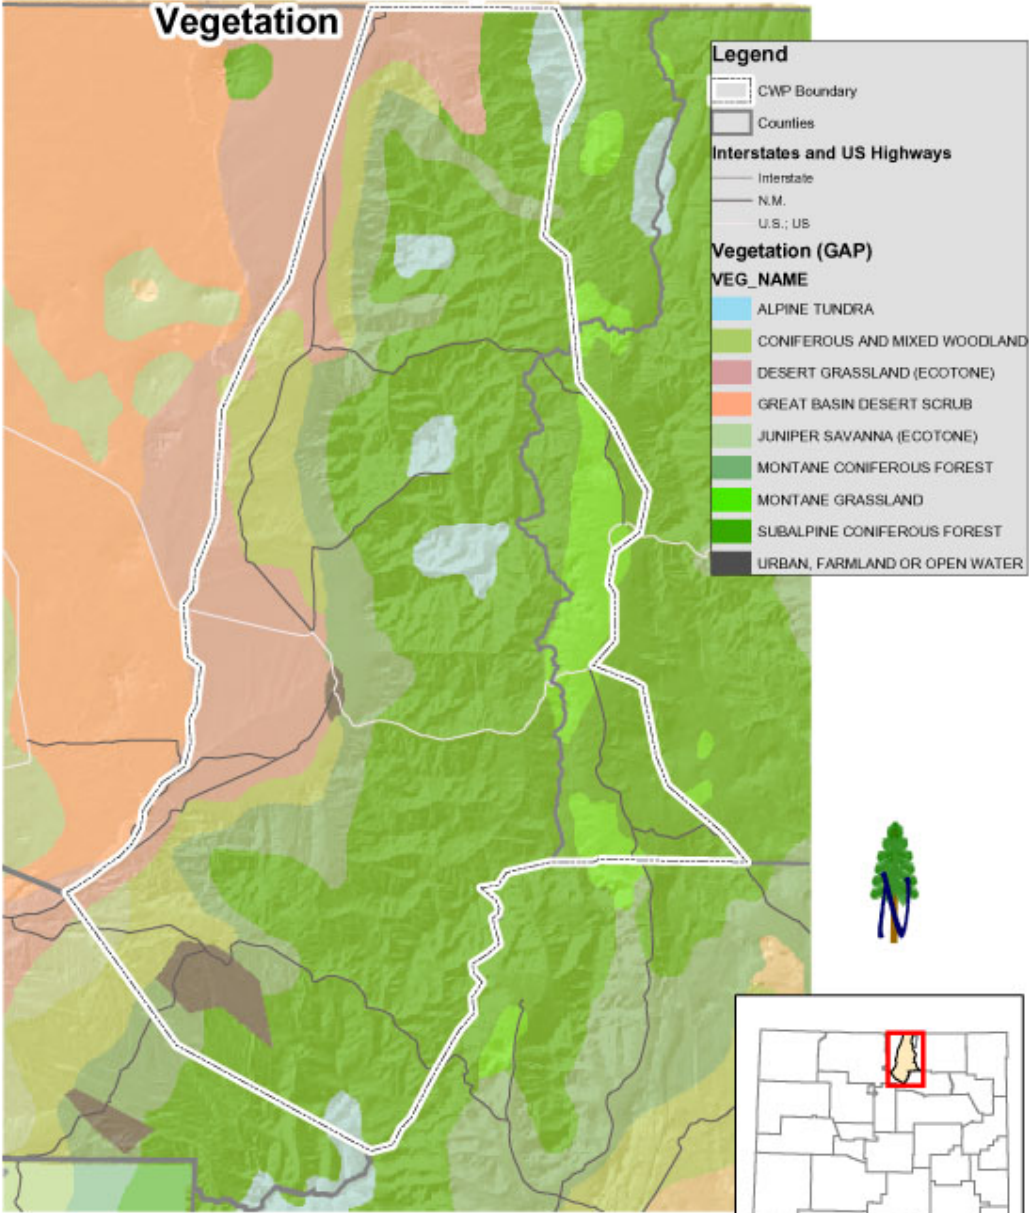 Vegetation
Legend
CWP Boundary
Counties
Interstates and US Highways
Interstate
N.M.
U.S.; US
Vegetation (GAP)
VEG_NAME
ALPINE TUNDRA
CONIFEROUS AND MIXED WOODLAND
DESERT GRASSLAND (ECOTONE)
GREAT BASIN DESERT SCRUB
JUNIPER SAVANNA (ECOTONE)
MONTANE CONIFEROUS FOREST
MONTANE GRASSLAND
SUBALPINE CONIFEROUS FOREST
URBAN, FARMLAND OR OPEN WATER
N